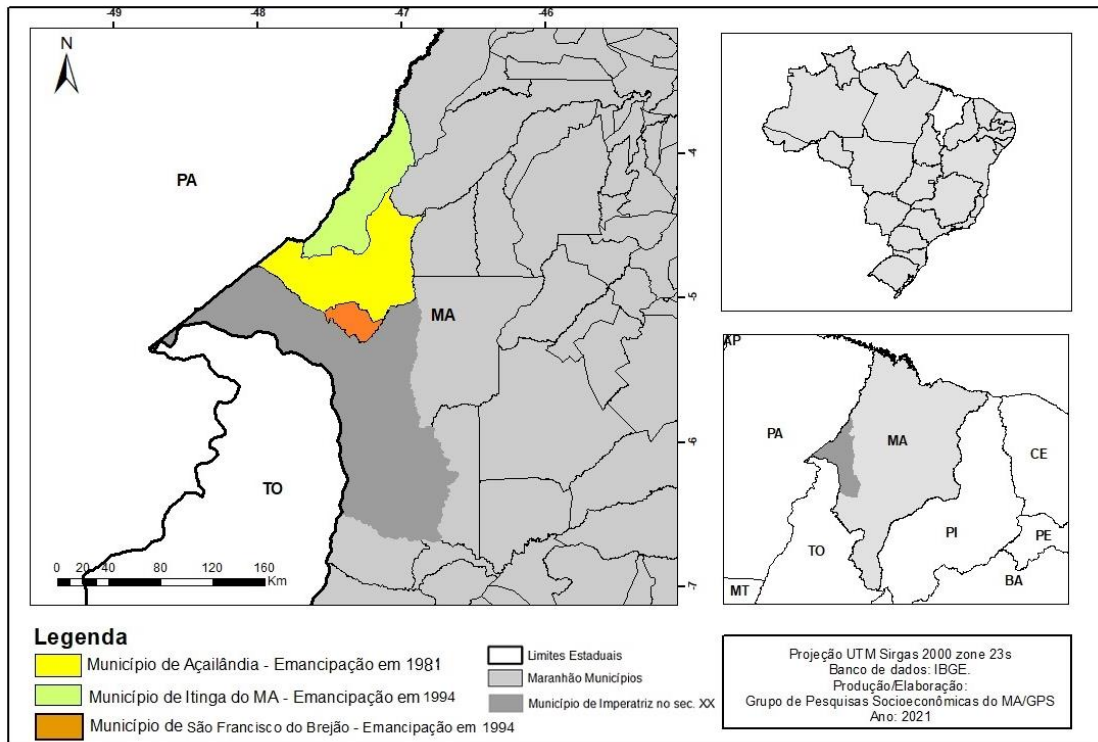 -49
-48
-47
-46
N
PA
MA
TO
-4
-5
-6
-7
0 20 40 80 120 160
Km
AP
PA
MA
CE
PI
TO
PE
BA
MT
Legenda
Município de Açailândia - Emancipação em 1981
Município de Itinga do MA - Emancipação em 1994
Município de São Francisco do Brejão - Emancipação em 1994
Limites Estaduais
Maranhão Municípios
Município de Imperatriz no sec. XX
Projeção UTM Sirgas 2000 zone 23s
Banco de dados: IBGE.
Produção/Elaboração:
Grupo de Pesquisas Socioeconômicas do MA/GPS
Ano: 2021